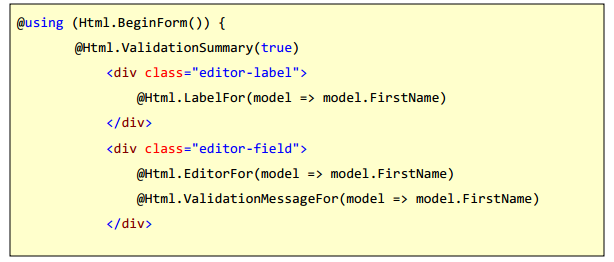 @using (Html.BeginForm()) {
@Html.ValidationSummary(true)
<div class="editor-label">
@Html.LabelFor(model => model.FirstName)
</div>
<div class="editor-field">
@Html.EditorFor(model => model.FirstName)
@Html.ValidationMessageFor(model => model.FirstName)
</div>